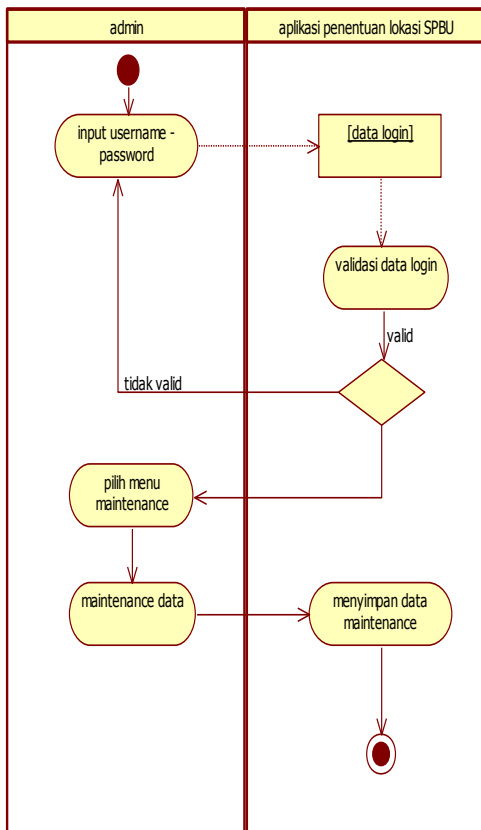 admin
aplikasi penentuan lokasi SPBU
input username -
password
[data login]
validasi data login
valid
tidak valid
pilih menu
maintenance
maintenance data
menyimpan data
maintenance